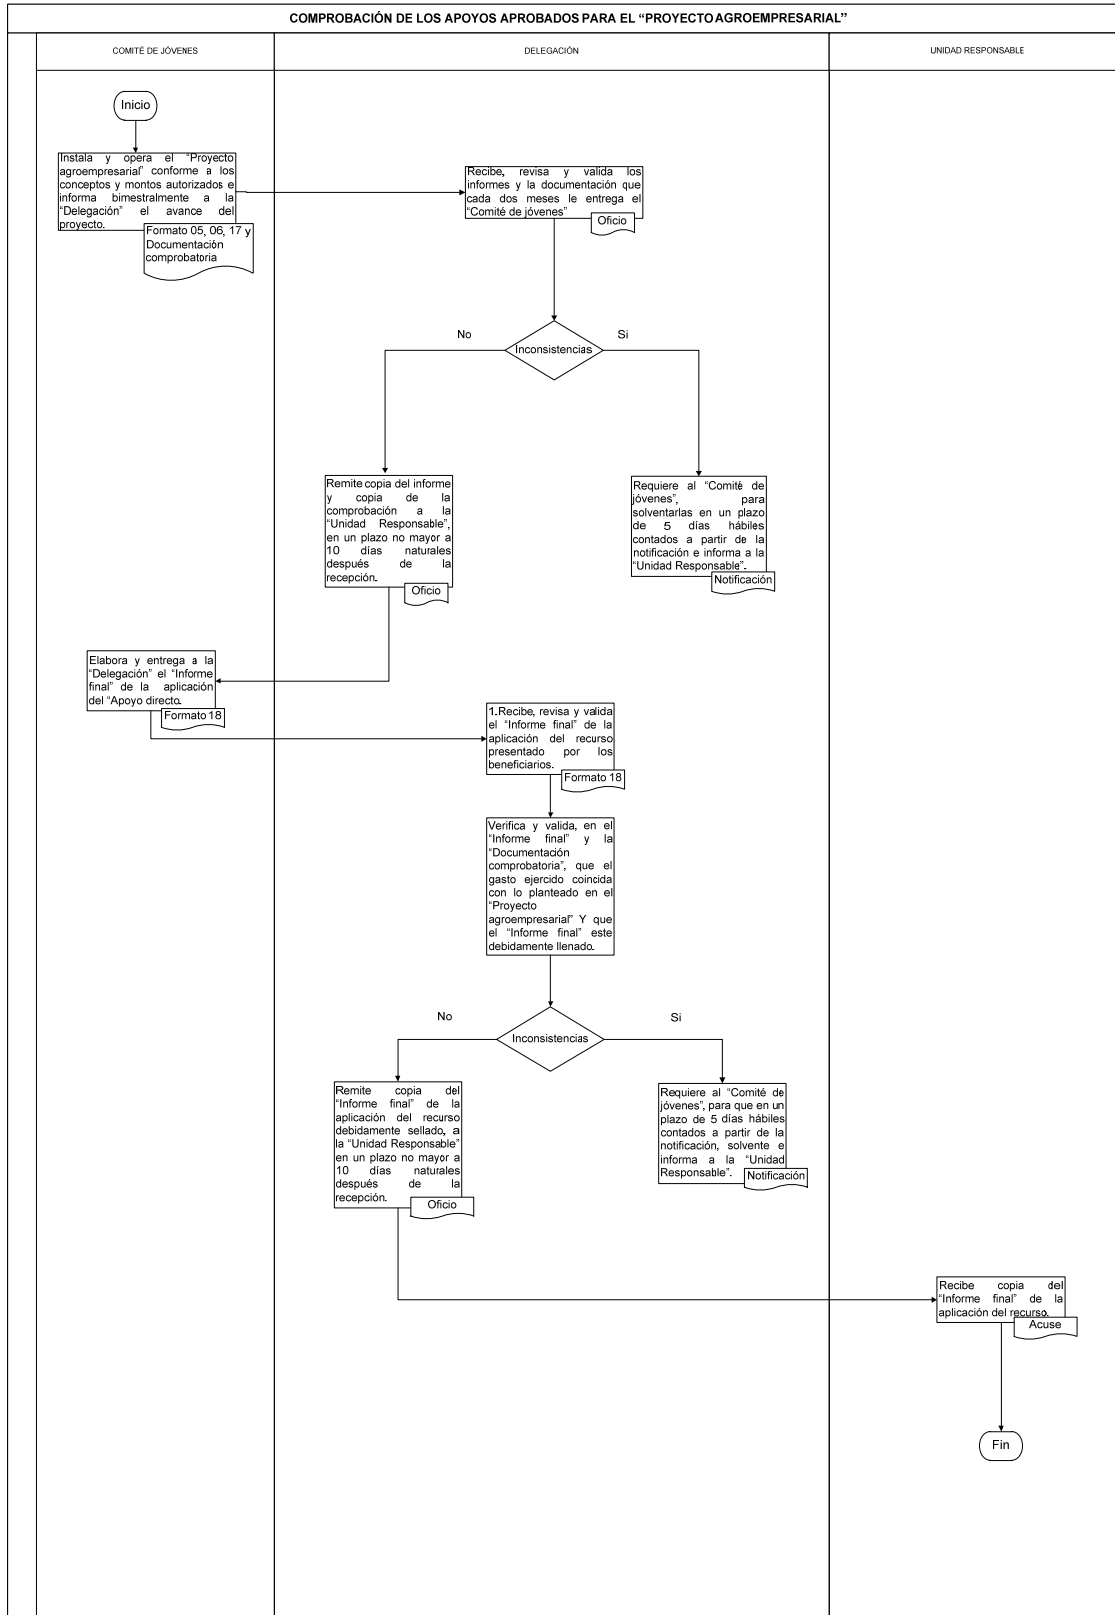 COMPROBACIÓN DE LOS APOYOS APROBADOS PARA EL “PROYECTO AGROEMPRESARIAL”
COMITÉ DE JÓVENES
DELEGACIÓN
UNIDAD RESPONSABLE
Inicio
Instala y opera el “Proyecto
agroempresarial” conforme a los
conceptos y montos autorizados e
informa bimestralmente a la
“Delegación” el avance del
proyecto.
Formato 05, 06, 17 y
Documentación
comprobatoria
Recibe, revisa y valida los
informes y la documentación que
cada dos meses le entrega el
“Comité de jóvenes”
Oficio
Inconsistencias
No
Si
Remite copia del informe
y copia de la
comprobación a la
“Unidad Responsable”,
en un plazo no mayor a
10 días naturales
después de la
recepción.
Oficio
Requiere al “Comité de
jóvenes”, para
solventarlas en un plazo
de 5 días hábiles
contados a partir de la
notificación e informa a la
“Unidad Responsable”.
Notificación
Elabora y entrega a la
“Delegación” el “Informe
final” de la aplicación
del “Apoyo directo.
Formato 18
1.Recibe, revisa y valida
el “Informe final” de la
aplicación del recurso
presentado por los
beneficiarios.
Formato 18
Verifica y valida, en el
“Informe final” y la
“Documentación
comprobatoria”, que el
gasto ejercido coincida
con lo planteado en el
“Proyecto
agroempresarial” Y que
el “Informe final” este
debidamente llenado.
Inconsistencias
No
Si
Remite copia del
“Informe final” de la
aplicación del recurso
debidamente sellado, a
la “Unidad Responsable”
en un plazo no mayor a
10 días naturales
después de la
recepción.
Oficio
Requiere al “Comité de
jóvenes”, para que en un
plazo de 5 días hábiles
contados a partir de la
notificación, solvente e
informa a la “Unidad
Responsable”.
Notificación
Recibe copia del
“Informe final” de la
aplicación del recurso.
Acuse
Fin